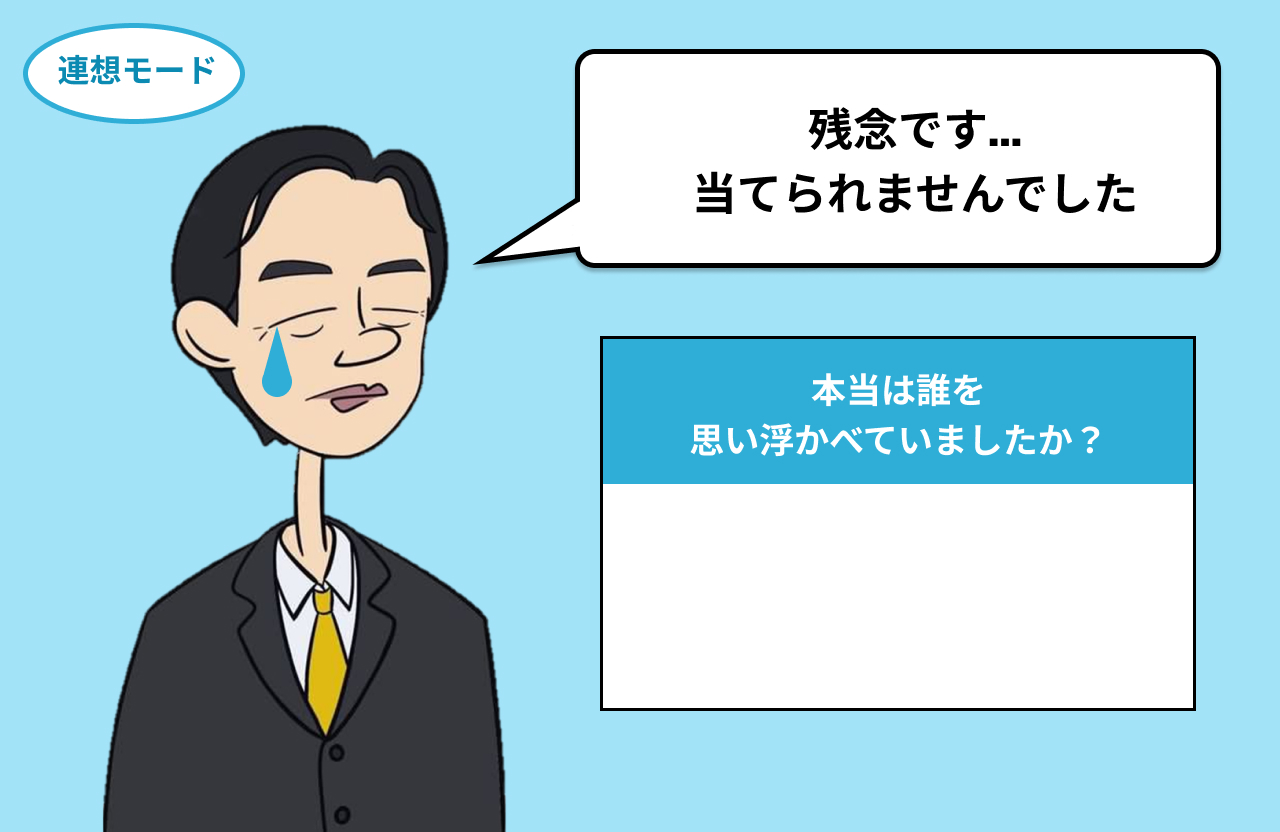 連想モード
残念です...
当てられませんでした
本当は誰を
思い浮かべていましたか？